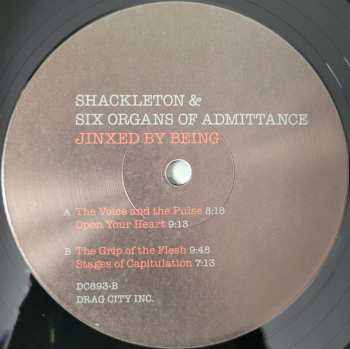 SHACKLETON &
SIX ORGANS OF ADMITTANCE
JINXED BY BEING
A The Voice and the Pulse 8:18
Open Your Heart 9:13
B The Grip of the Flesh 9:48
Stages of Capitulation 7:13
DC893-B
DRAG CITY INC.